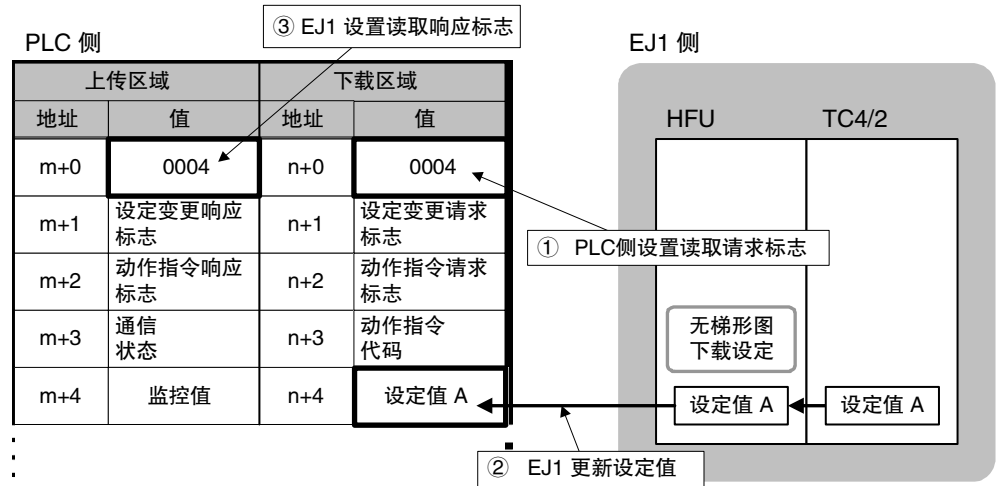 ③ EJ1 设置读取响应标志
PLC 侧
EJ1 侧
上传区域 下载区域
地址 值 地址 值
HFU TC4/2
m+0 0004 n+0 0004
m+1 设定变更响应 n+1 设定变更请求
标志 标志
① PLC侧设置读取请求标志
m+2 动作指令响应 n+2 动作指令请求
标志 标志
m+3 通信 n+3 动作指令
状态 代码
无梯形图
下载设定
m+4 监控值 n+4 设定值 A
设定值 A 设定值 A
② EJ1 更新设定值